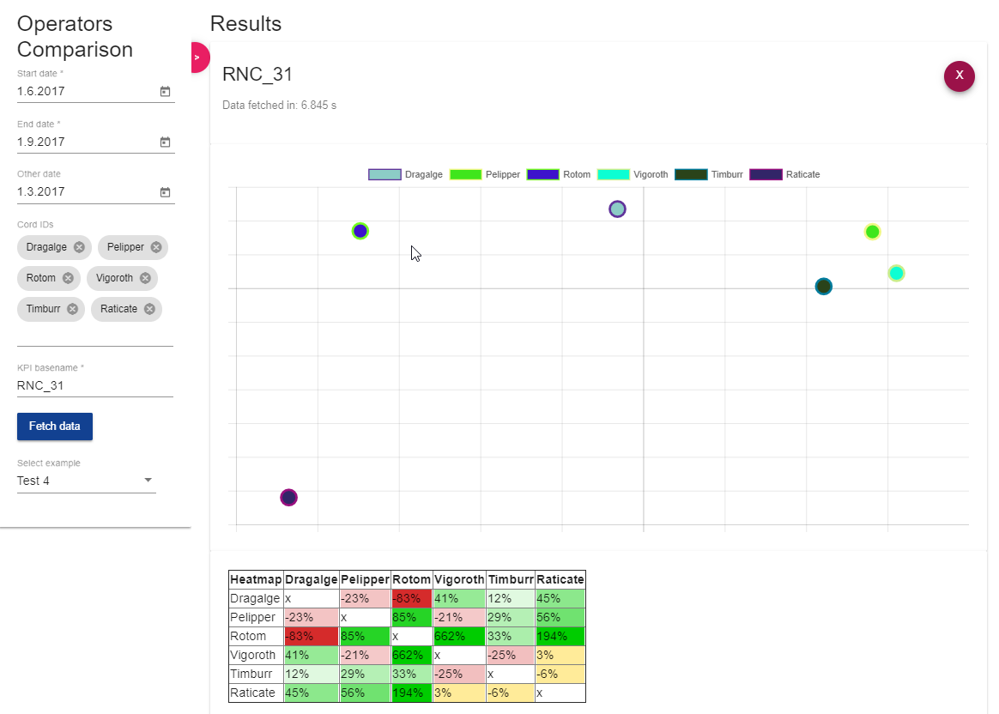 Operators
Comparison
Start date *
1.6.2017
End date *
1.9.2017
Other date
1.3.2017
Cord IDs
Dragalge
Pelipper
Rotom
Vigoroth
Timburr
Raticate
KPI basename *
RNC_31
Fetch data
Select example
Test 4
>
Results
RNC_31
X
Data fetched in: 6.845 s
Dragalge Pelipper Rotom Vigoroth Timburr Raticate
Heatmap Dragalge Pelipper Rotom Vigoroth Timburr Raticate
Dragalge x -23% -83% 41% 12% 45%
Pelipper -23% x 85% -21% 29% 56%
Rotom -83% 85% x 662% 33% 194%
Vigoroth 41% -21% 662% x -25% 3%
Timburr 12% 29% 33% -25% x -6%
Raticate 45% 56% 194% 3% -6% x